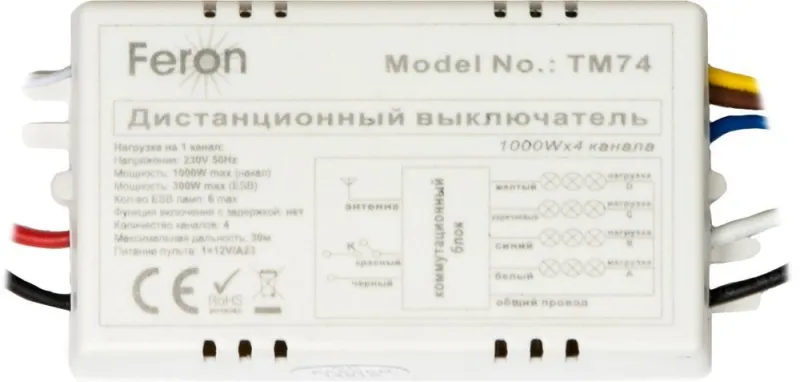 Feron
Model No.: TM74
Дистанционный выключатель
1000Wx4 канала
Нагрузка на 1 канал:
Напряжение: 230V 50Hz
Мощность: 1000W max (накал)
Мощность: 300W max (ESB)
Кол-во ESB ламп: 6 max
Функция включения с задержкой: нет
Количество каналов: 4
Максимальная дальность: 30м
Питание пульта: 1×12V/A23
CE
RoHS
антенна
K
красный
черный
коммутационный
блок
желтый
нагрузка
D
коричневый
нагрузка
C
синий
нагрузка
B
белый
нагрузка
A
общий провод